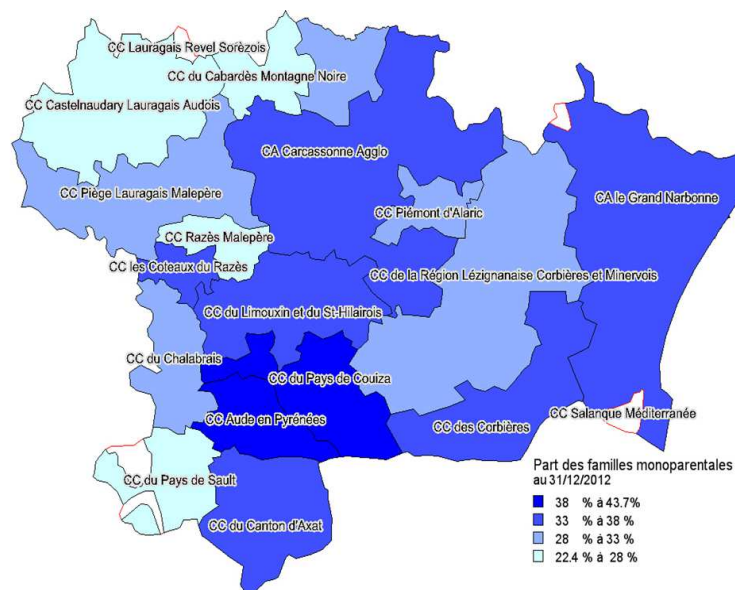 CC Lauragais Revel Sorèzois
CC du Cabardès Montagne Noire
CC Castelnaudary Lauragais Audois
CA Carcassonne Agglo
CC Piège Lauragais Malepère
CA le Grand Narbonne
CC Piémont d'Alaric
CC Razès Malepère
CC les Coteaux du Razès
CC de la Région Lézignanaise Corbières et Minervois
CC du Limouxin et du St-Hilairois
CC du Chalabrais
CC du Pays de Couiza
CC Aude en Pyrénées
CC Salanque Méditerranée
CC des Corbières
CC du Pays de Sault
CC du Canton d'Axat
Part des familles monoparentales
au 31/12/2012
38 % à 43.7%
33 % à 38 %
28 % à 33 %
22.4 % à 28 %